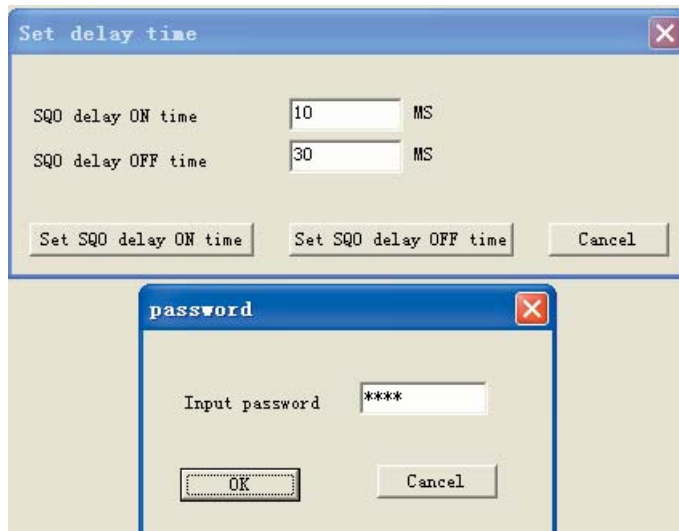 Set delay time
SQO delay ON time 10 MS
SQO delay OFF time 30 MS
Set SQO delay ON time Set SQO delay OFF time Cancel
password
Input password ****
OK Cancel